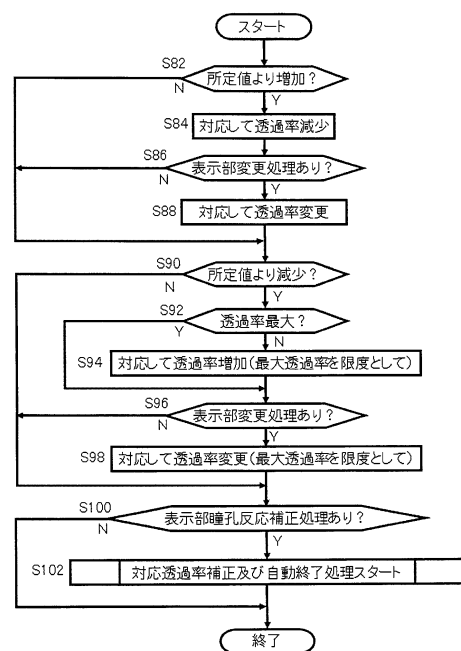 スタート
S82
所定値より増加?
N
Y
S84
対応して透過率減少
S86
表示部変更処理あり?
N
Y
S88
対応して透過率変更
S90
所定値より減少?
N
Y
S92
透過率最大?
Y
N
S94
対応して透過率増加(最大透過率を限度として)
S96
表示部変更処理あり?
N
Y
S98
対応して透過率変更(最大透過率を限度として)
S100
表示部瞳孔反応補正処理あり?
N
Y
S102
対応透過率補正及び自動終了処理スタート
終了